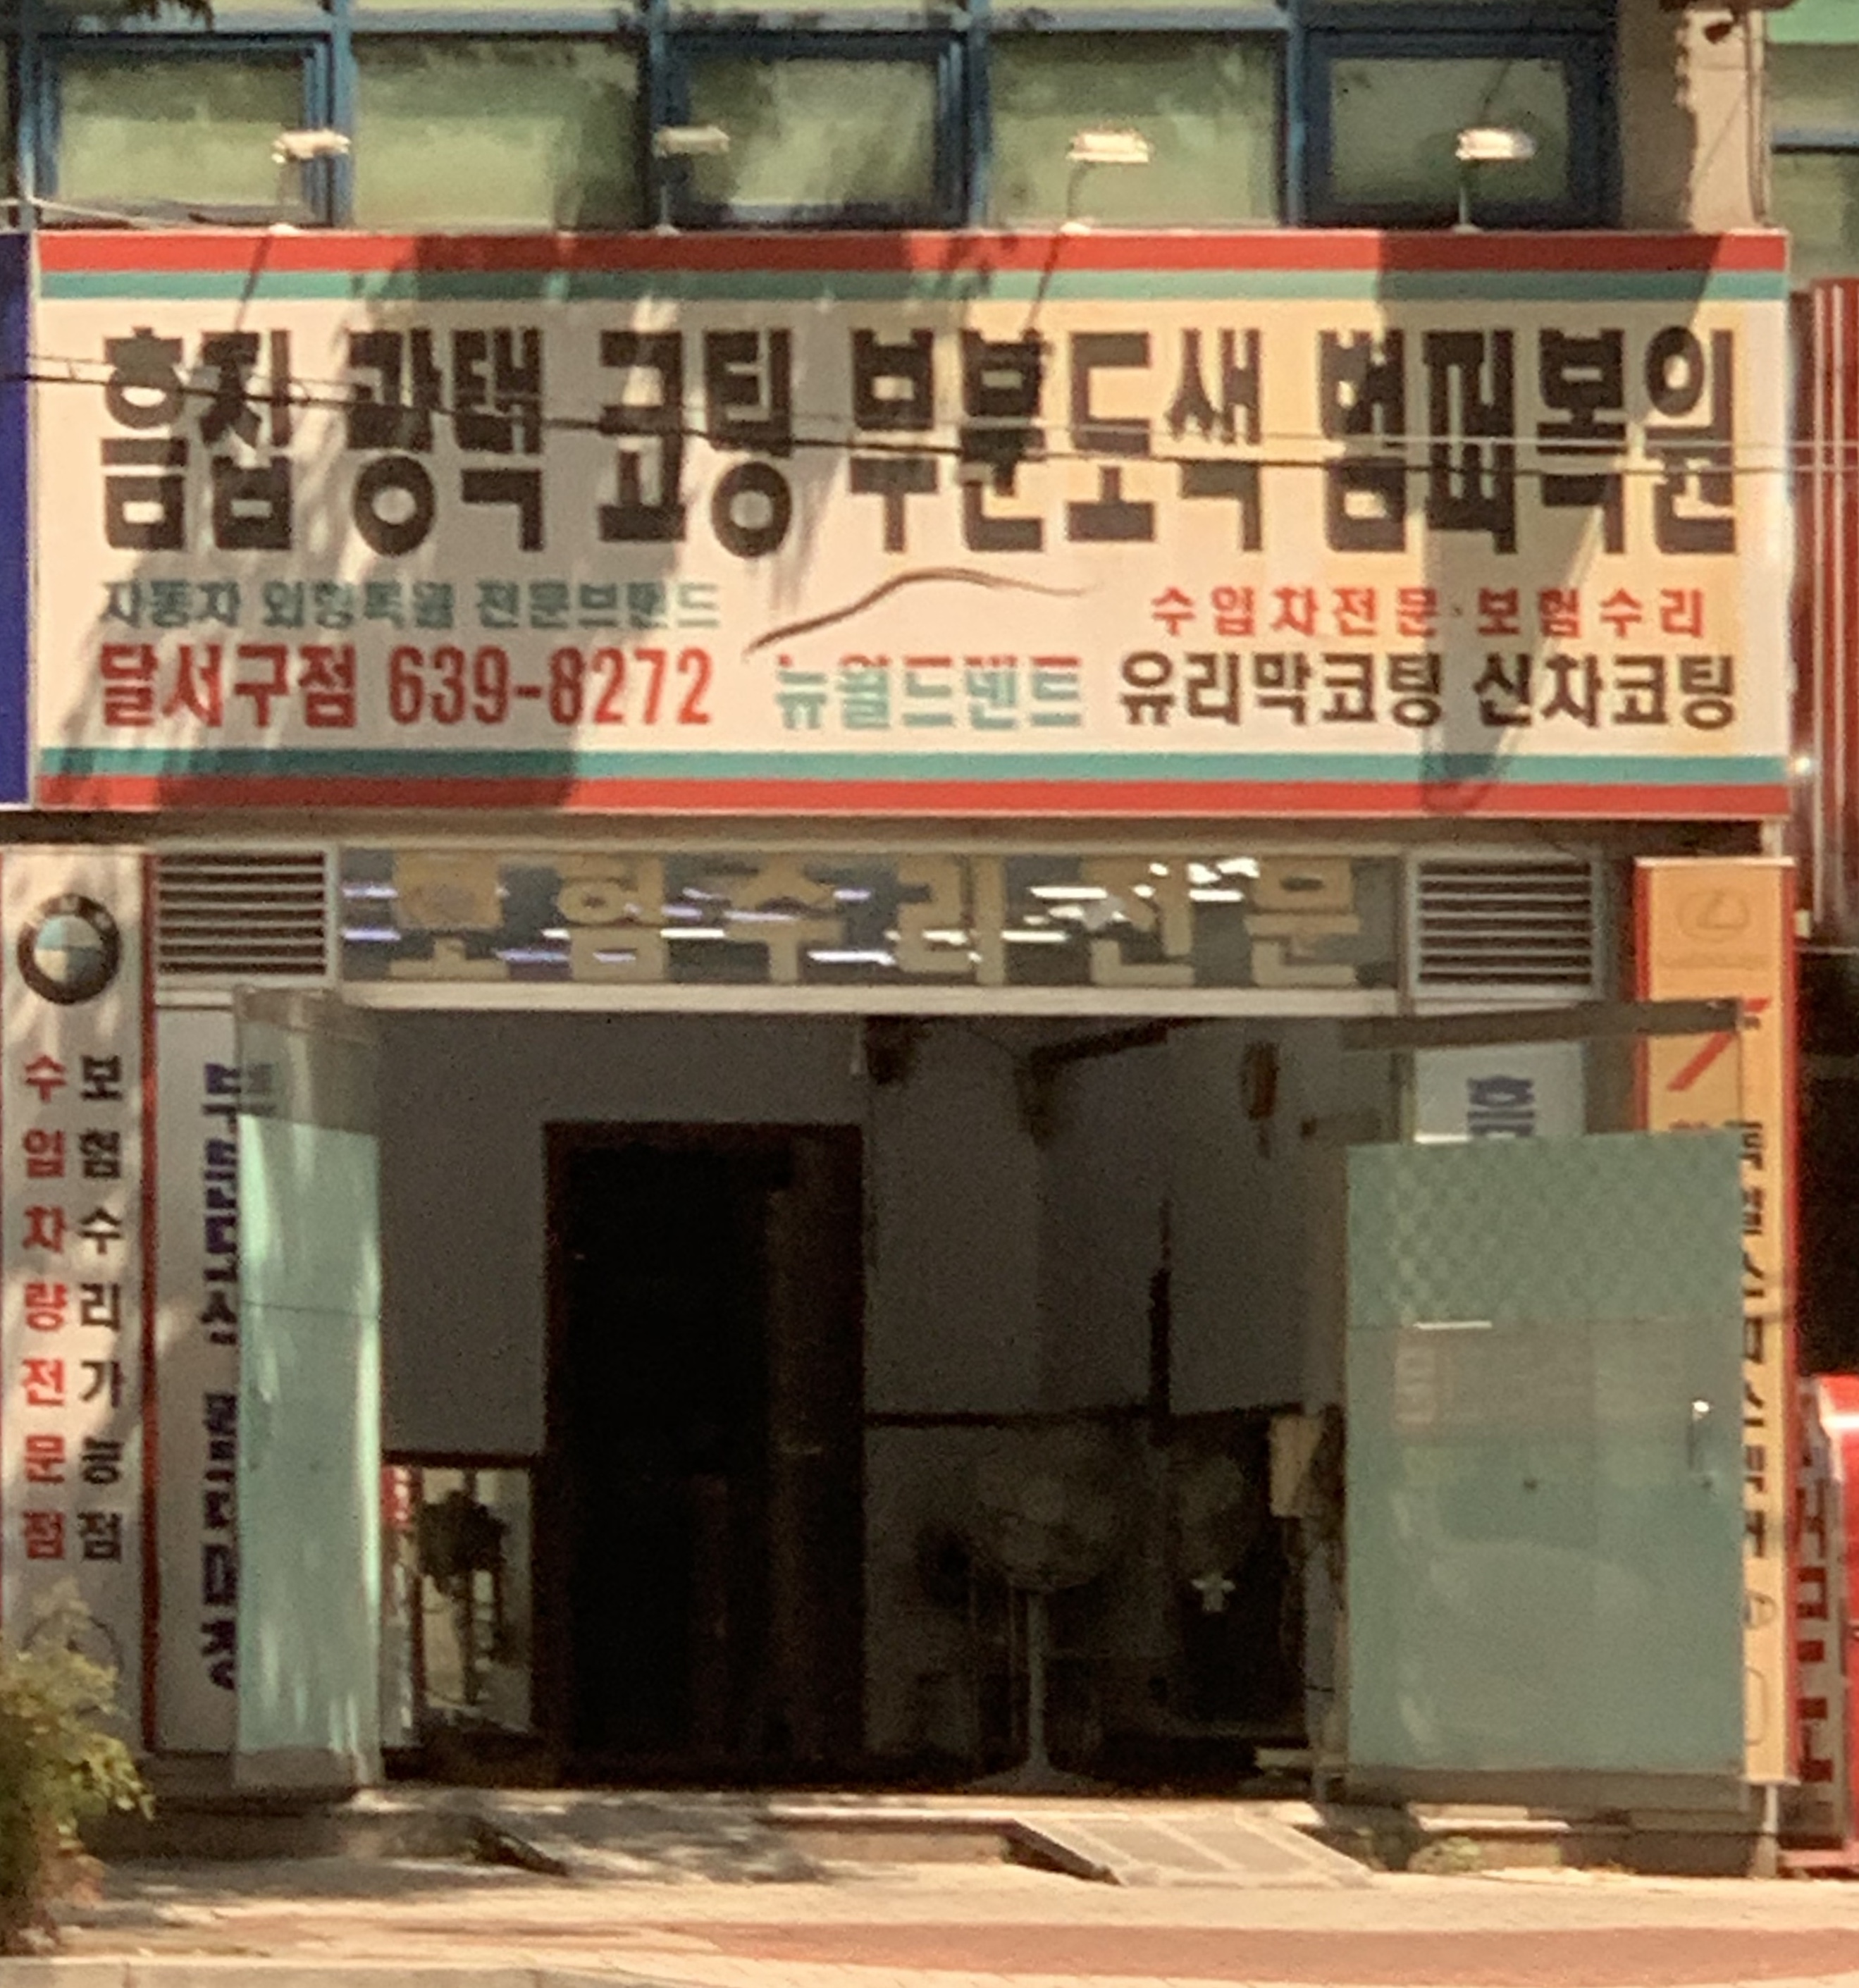 흠집 광택 코팅 부분도색 범퍼복원
자동차 외형복원 전문브랜드
수입차전문·보험수리
달서구점 639-8272
뉴월드덴트
유리막코팅 신차코팅
보험수리전문
수입차량전문점
보험수리가능점
흠